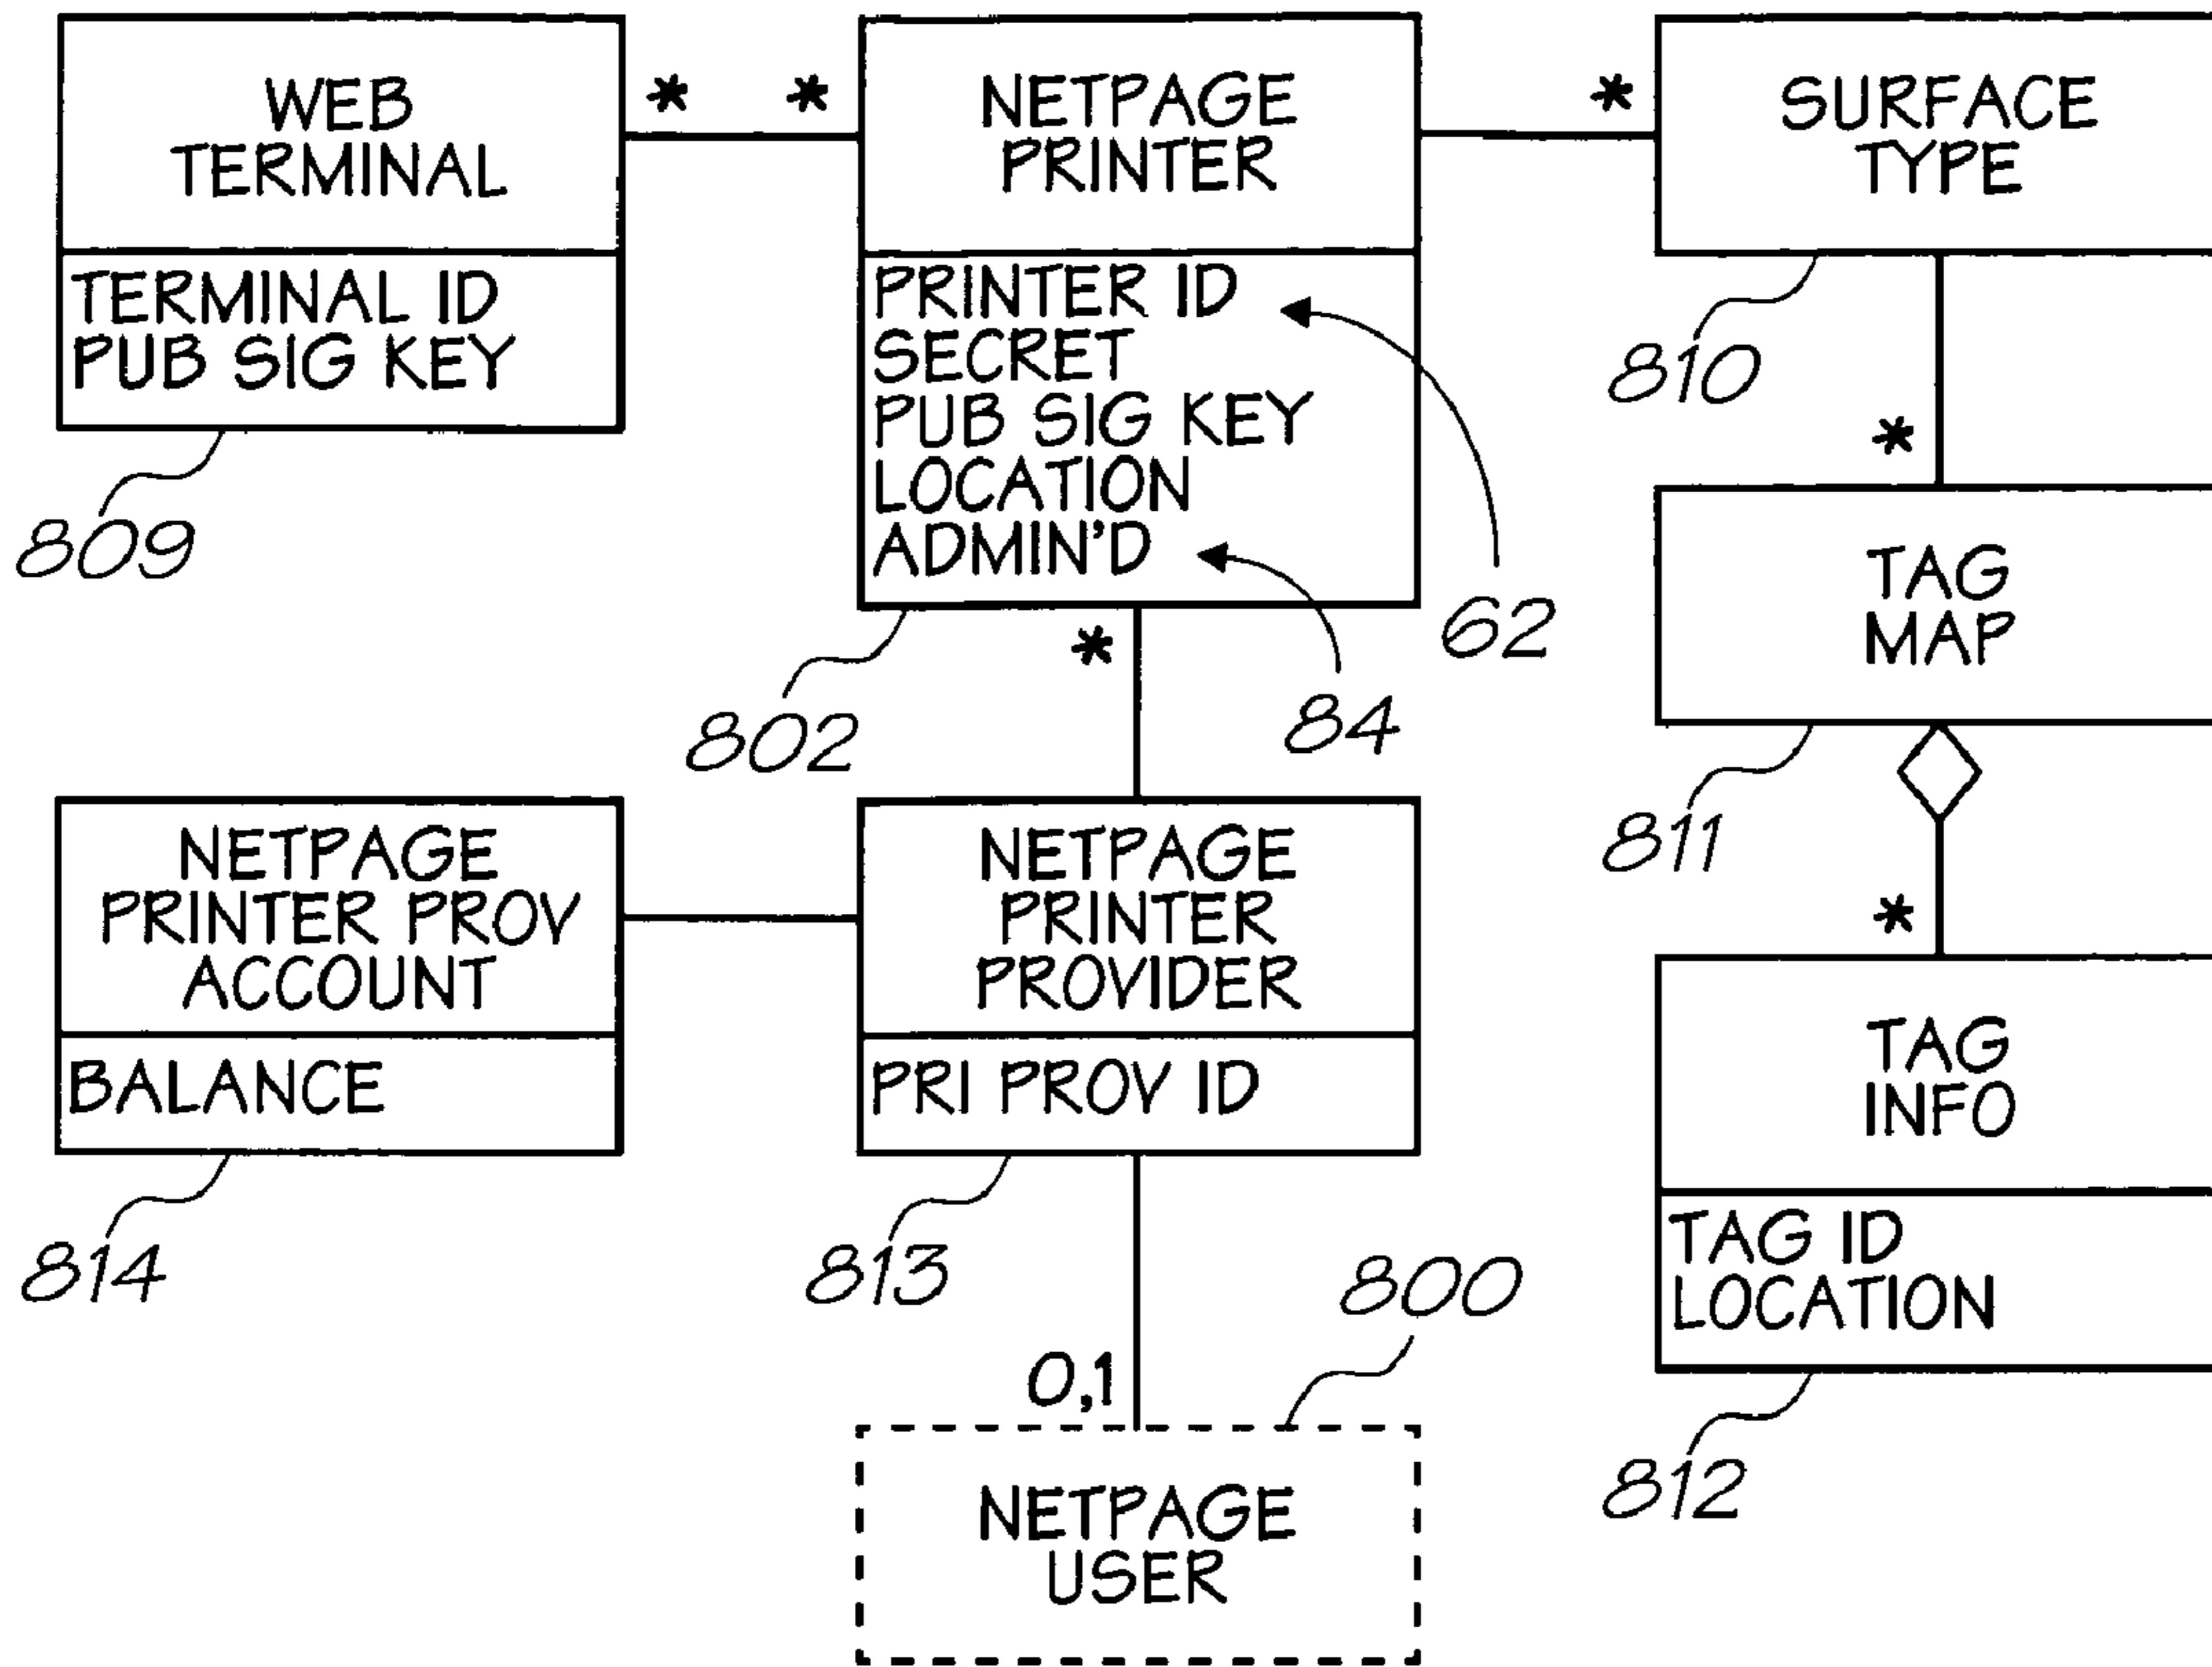 WEB
TERMINAL
TERMINAL ID
PUB SIG KEY
809
* *
NETPAGE
PRINTER
PRINTER ID
SECRET
PUB SIG KEY
LOCATION
ADMIN'D
62
84
802
*
*
SURFACE
TYPE
810
*
TAG
MAP
811
*
TAG
INFO
TAG ID
LOCATION
812
NETPAGE
PRINTER PROV
ACCOUNT
BALANCE
814
NETPAGE
PRINTER
PROVIDER
PRI PROV ID
813
800
0,1
NETPAGE
USER